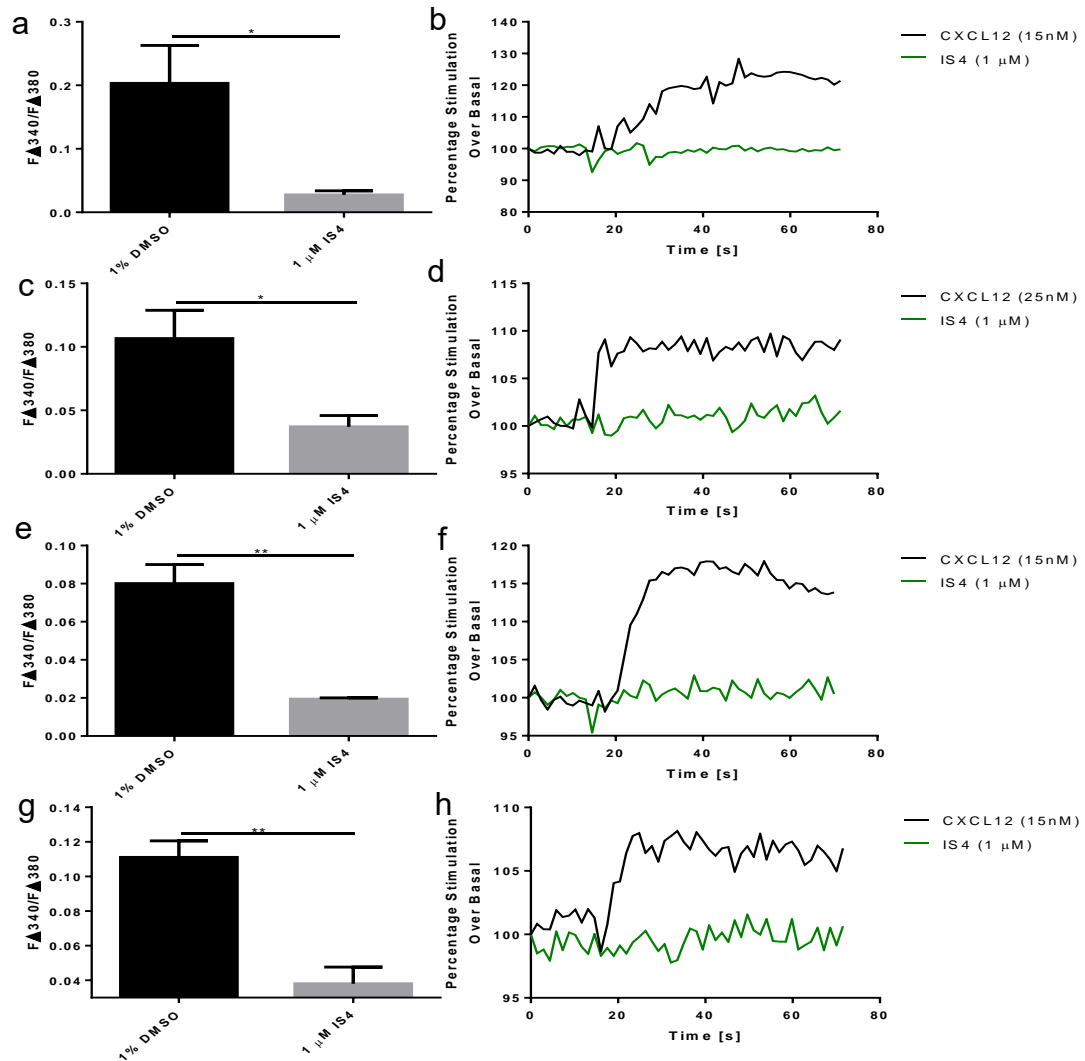 a
F▲340/F▲380
0.3
0.2
0.1
0.0
*
1% DMSO
1 μM IS4
b
Percentage Stimulation
Over Basal
140
130
120
110
100
90
80
0
20
40
60
80
Time [s]
CXCL12 (15nM)
IS4 (1 μM)
c
F▲340/F▲380
0.15
0.10
0.05
0.00
*
1% DMSO
1 μM IS4
d
Percentage Stimulation
Over Basal
115
110
105
100
95
0
20
40
60
80
Time [s]
CXCL12 (25nM)
IS4 (1 μM)
e
F▲340/F▲380
0.10
0.08
0.06
0.04
0.02
0.00
**
1% DMSO
1 μM IS4
f
Percentage Stimulation
Over Basal
120
115
110
105
100
95
0
20
40
60
80
Time [s]
CXCL12 (15nM)
IS4 (1 μM)
g
F▲340/F▲380
0.14
0.12
0.10
0.08
0.06
0.04
**
1% DMSO
1 μM IS4
h
Percentage Stimulation
Over Basal
110
105
100
95
0
20
40
60
80
Time [s]
CXCL12 (15nM)
IS4 (1 μM)